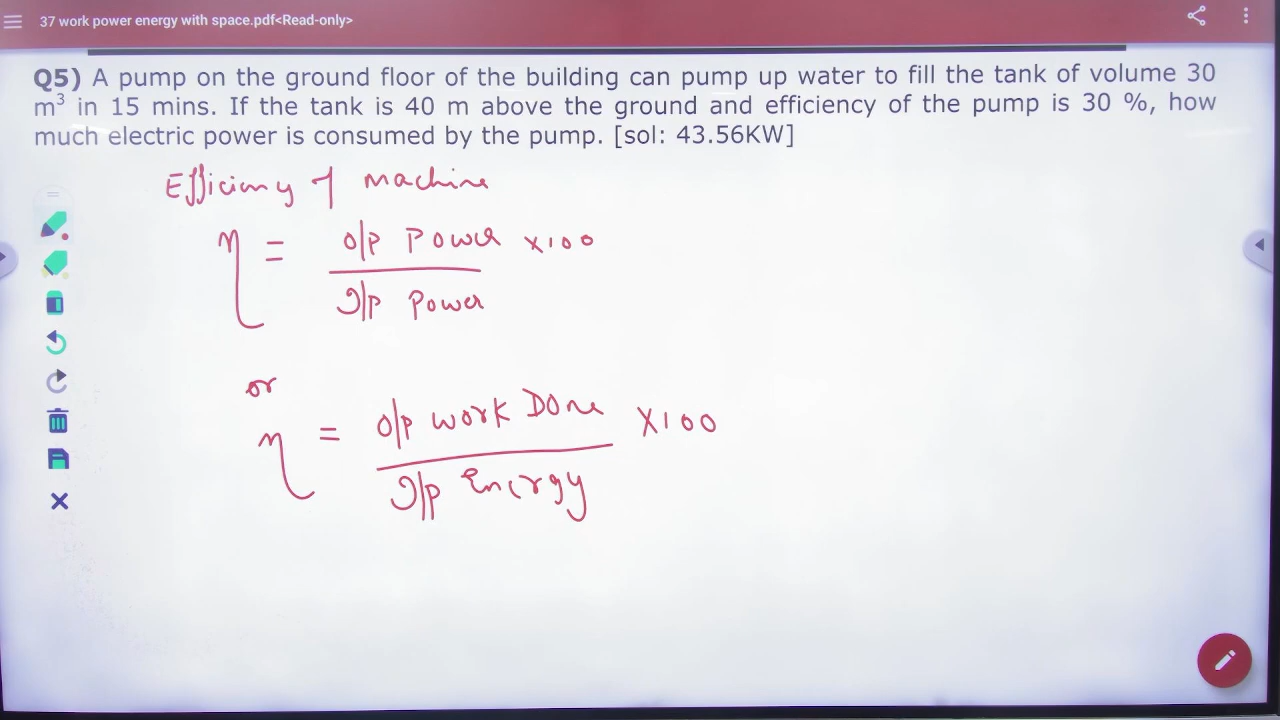 37 work power energy with space.pdf<Read-only>
Q5) A pump on the ground floor of the building can pump up water to fill the tank of volume 30
m³ in 15 mins. If the tank is 40 m above the ground and efficiency of the pump is 30 %, how
much electric power is consumed by the pump. [sol: 43.56KW]
Efficiency of machine
η = o/p Power x100
I/p Power
or
η = o/p work Done X100
I/p Energy